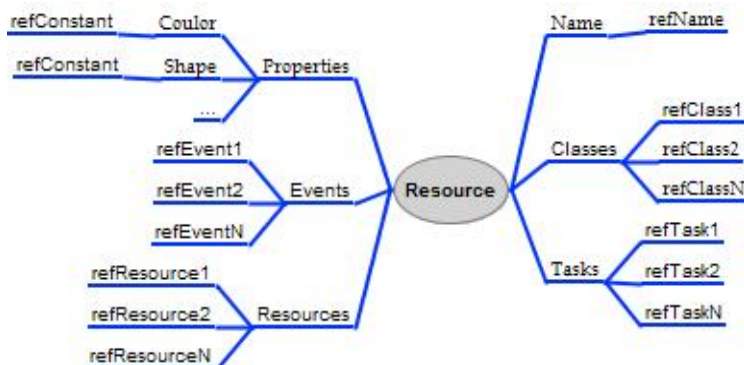 refConstant
Coulor
refConstant
Shape
...
Properties
refEvent1
refEvent2
refEventN
Events
refResource1
refResource2
refResourceN
Resources
Resource
Name
refName
Classes
refClass1
refClass2
refClassN
Tasks
refTask1
refTask2
refTaskN